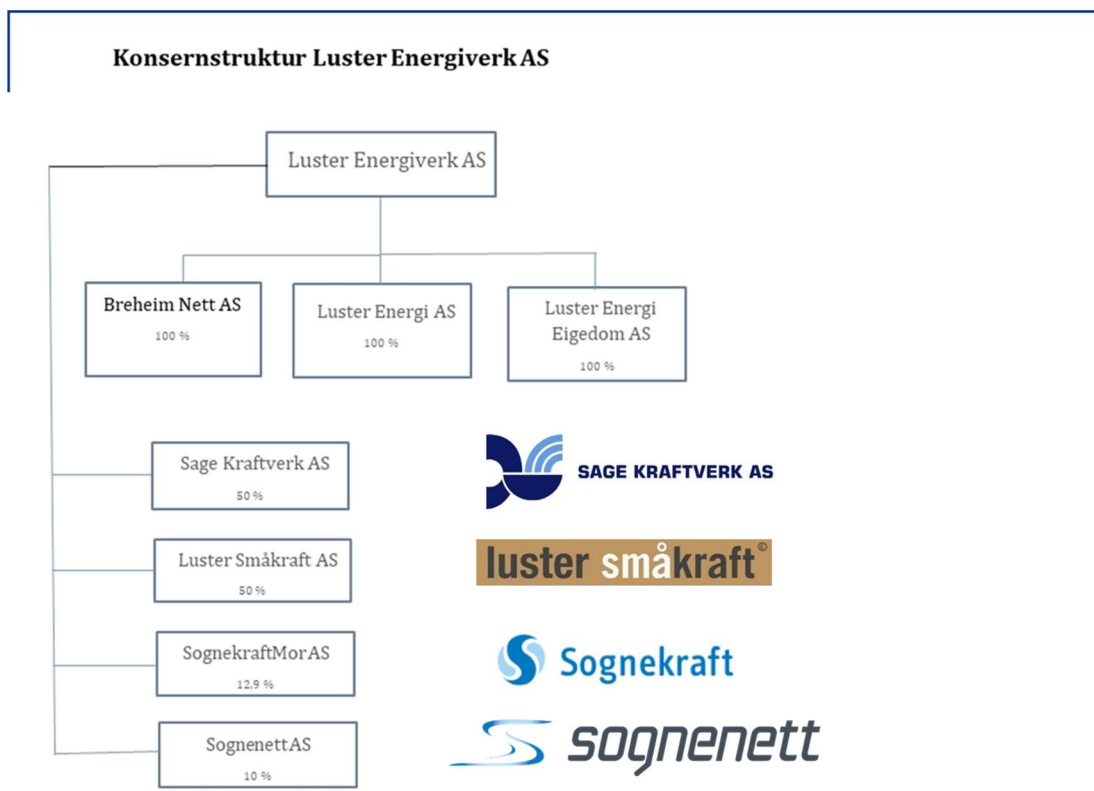 Konsernstruktur Luster Energiverk AS
Luster Energiverk AS
Breheim Nett AS
100 %
Luster Energi AS
100 %
Luster Energi
Eigedom AS
100 %
Sage Kraftverk AS
50 %
SAGE KRAFTVERK AS
Luster Småkraft AS
50 %
luster småkraft©
SognekraftMor AS
12,9 %
Sognekraft
Sognenett AS
10 %
sognenett